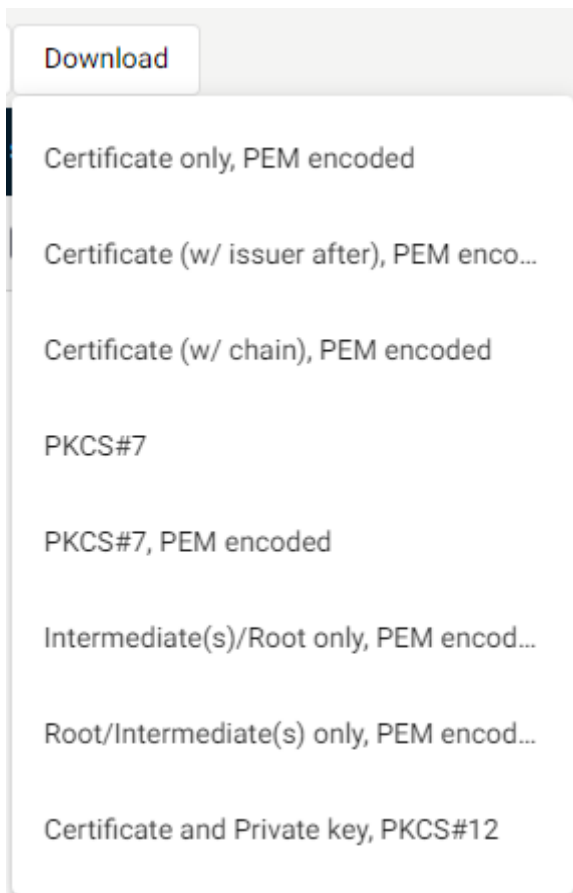 Download
Certificate only, PEM encoded
Certificate (w/ issuer after), PEM enco...
Certificate (w/ chain), PEM encoded
PKCS#7
PKCS#7, PEM encoded
Intermediate(s)/Root only, PEM encod...
Root/Intermediate(s) only, PEM encod...
Certificate and Private key, PKCS#12